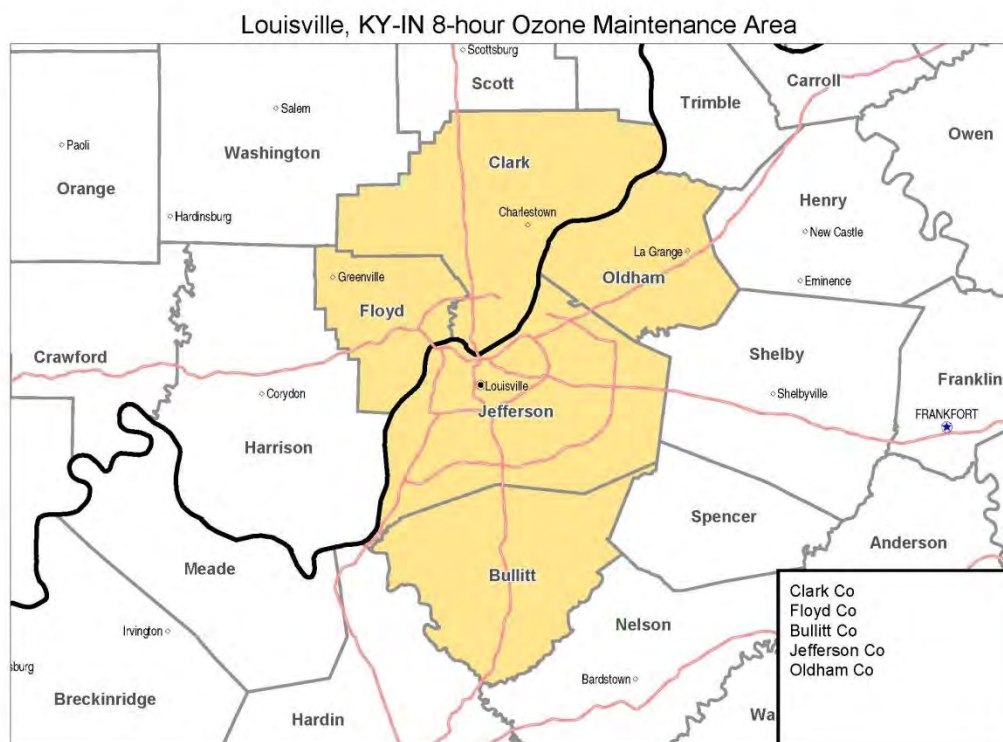 Louisville, KY-IN 8-hour Ozone Maintenance Area
Scottsburg
Scott
Carroll
Trimble
Owen
Salem
Washington
Paoli
Orange
Clark
Charlestown
Hardinsburg
Henry
New Castle
La Grange
Oldham
Greenville
Floyd
Eminence
Crawford
Shelby
Corydon
Louisville
Shelbyville
Franklin
Jefferson
FRANKFORT
Harrison
Spencer
Anderson
Meade
Bullitt
Irvington
Nelson
sburg
Bardstown
Breckinridge
Hardin
Wa
Clark Co
Floyd Co
Bullitt Co
Jefferson Co
Oldham Co